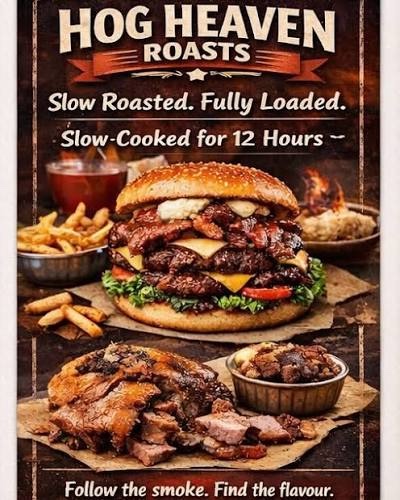 HOG HEAVEN
ROASTS
Slow Roasted. Fully Loaded.
Slow-Cooked for 12 Hours
Follow the smoke. Find the flavour.